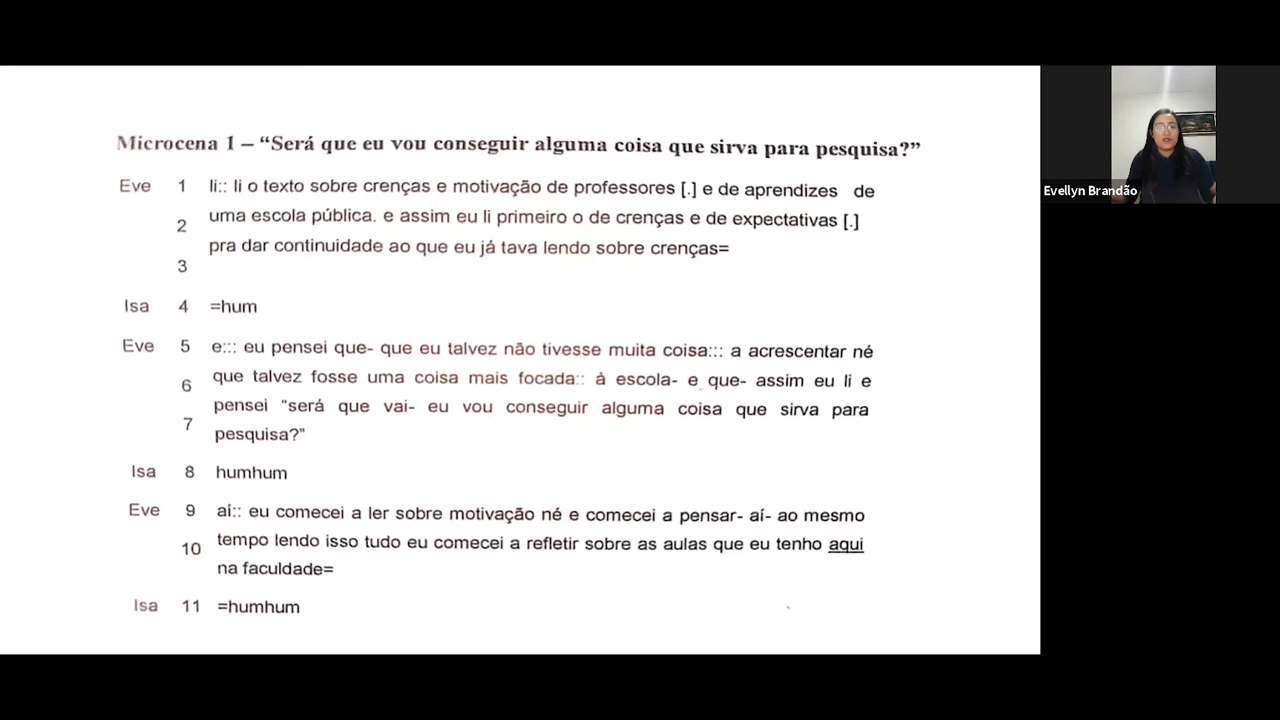 Microcena 1 – “Será que eu vou conseguir alguma coisa que sirva para pesquisa?”
Eve 1 li:: li o texto sobre crenças e motivação de professores [.] e de aprendizes de
2 uma escola pública. e assim eu li primeiro o de crenças e de expectativas [.]
3 pra dar continuidade ao que eu já tava lendo sobre crenças=
Isa 4 =hum
Eve 5 e::: eu pensei que- que eu talvez não tivesse muita coisa::: a acrescentar né
6 que talvez fosse uma coisa mais focada:: à escola- e que- assim eu li e
7 pensei “será que vai- eu vou conseguir alguma coisa que sirva para
pesquisa?”
Isa 8 humhum
Eve 9 aí:: eu comecei a ler sobre motivação né e comecei a pensar- aí- ao mesmo
10 tempo lendo isso tudo eu comecei a refletir sobre as aulas que eu tenho aqui
na faculdade=
Isa 11 =humhum
Evellyn Brandão